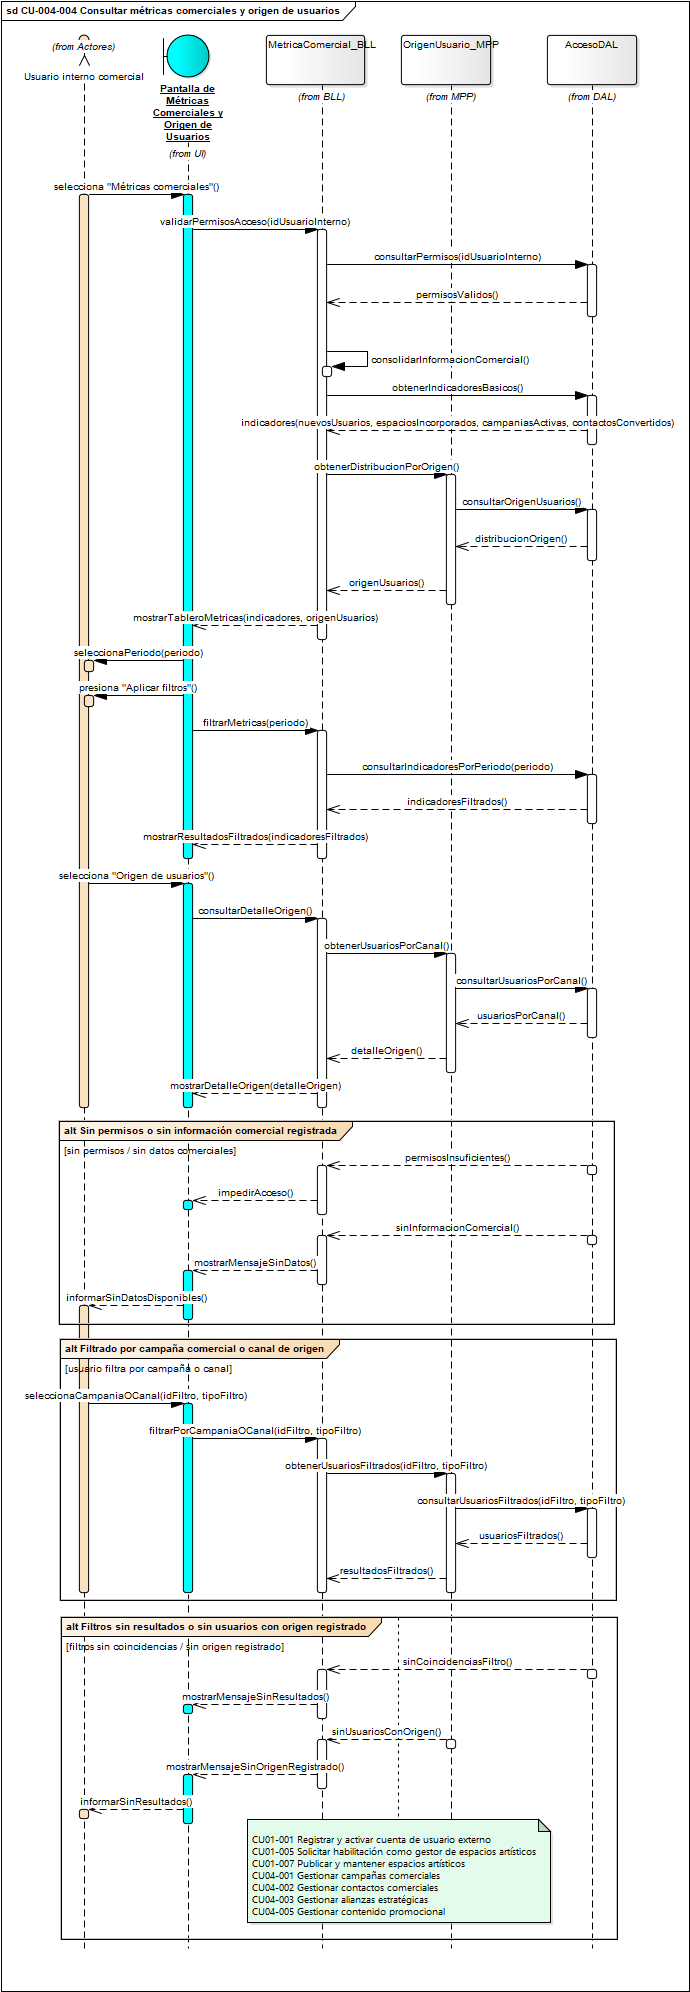 sd CU-004-004 Consultar métricas comerciales y origen de usuarios
(from Actores)
Usuario interno comercial
Pantalla de
Métricas
Comerciales y
Origen de
Usuarios
(from UI)
MetricaComercial_BLL
(from BLL)
OrigenUsuario_MPP
(from MPP)
AccesoDAL
(from DAL)
selecciona "Métricas comerciales"()
validarPermisosAcceso(idUsuarioInterno)
consultarPermisos(idUsuarioInterno)
permisosValidos()
consolidarInformacionComercial()
obtenerIndicadoresBasicos()
indicadores(nuevosUsuarios, espaciosIncorporados, campaniasActivas, contactosConvertidos)
obtenerDistribucionPorOrigen()
consultarOrigenUsuarios()
distribucionOrigen()
origenUsuarios()
mostrarTableroMetricas(indicadores, origenUsuarios)
seleccionaPeriodo(periodo)
presiona "Aplicar filtros"()
filtrarMetricas(periodo)
consultarIndicadoresPorPeriodo(periodo)
indicadoresFiltrados()
mostrarResultadosFiltrados(indicadoresFiltrados)
selecciona "Origen de usuarios"()
consultarDetalleOrigen()
obtenerUsuariosPorCanal()
consultarUsuariosPorCanal()
usuariosPorCanal()
detalleOrigen()
mostrarDetalleOrigen(detalleOrigen)
alt Sin permisos o sin información comercial registrada
[sin permisos / sin datos comerciales]
permisosInsuficientes()
impedirAcceso()
sinInformacionComercial()
mostrarMensajeSinDatos()
informarSinDatosDisponibles()
alt Filtrado por campaña comercial o canal de origen
[usuario filtra por campaña o canal]
seleccionaCampaniaOCanal(idFiltro, tipoFiltro)
filtrarPorCampaniaOCanal(idFiltro, tipoFiltro)
obtenerUsuariosFiltrados(idFiltro, tipoFiltro)
consultarUsuariosFiltrados(idFiltro, tipoFiltro)
usuariosFiltrados()
resultadosFiltrados()
alt Filtros sin resultados o sin usuarios con origen registrado
[filtros sin coincidencias / sin origen registrado]
sinCoincidenciasFiltro()
mostrarMensajeSinResultados()
sinUsuariosConOrigen()
mostrarMensajeSinOrigenRegistrado()
informarSinResultados()
CU01-001 Registrar y activar cuenta de usuario externo
CU01-005 Solicitar habilitación como gestor de espacios artísticos
CU01-007 Publicar y mantener espacios artísticos
CU04-001 Gestionar campañas comerciales
CU04-002 Gestionar contactos comerciales
CU04-003 Gestionar alianzas estratégicas
CU04-005 Gestionar contenido promocional